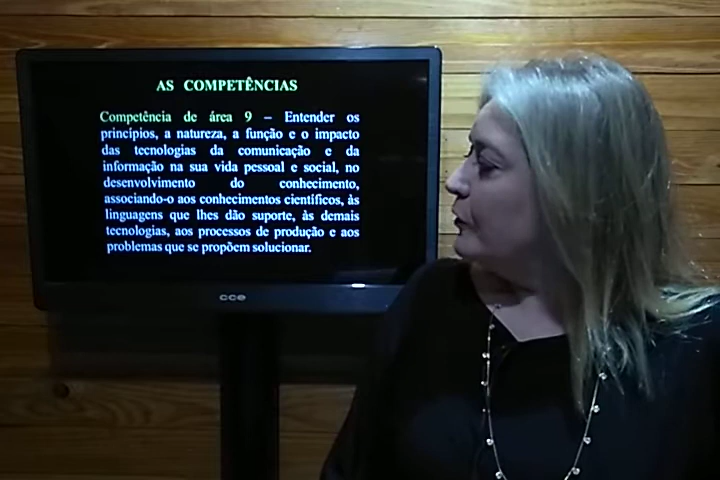 AS COMPETÊNCIAS
Competência de área 9 – Entender os
princípios, a natureza, a função e o impacto
das tecnologias da comunicação e da
informação na sua vida pessoal e social, no
desenvolvimento do conhecimento,
associando-o aos conhecimentos científicos, às
linguagens que lhes dão suporte, às demais
tecnologias, aos processos de produção e aos
problemas que se propõem solucionar.
cce